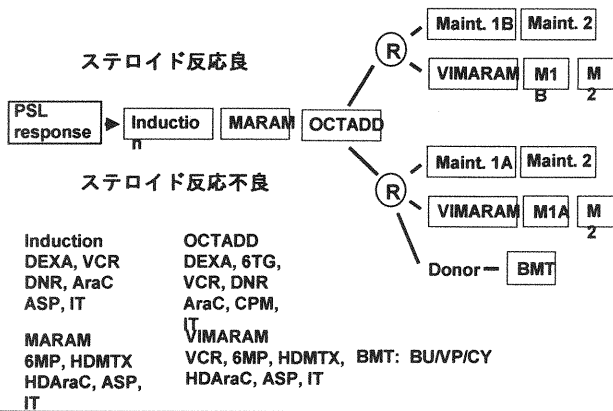 ステロイド反応良
PSL
response
Inductio
n
MARAM
OCTADD
R
Maint. 1B
Maint. 2
VIMARAM
M1
B
M
2
R
Maint. 1A
Maint. 2
VIMARAM
M1A
M
2
Donor
BMT
ステロイド反応不良
Induction
DEXA, VCR
DNR, AraC
ASP, IT
OCTADD
DEXA, 6TG,
VCR, DNR
AraC, CPM,
IT
MARAM
6MP, HDMTX
HDAraC, ASP,
IT
VIMARAM
VCR, 6MP, HDMTX,
HDAraC, ASP, IT
BMT: BU/VP/CY